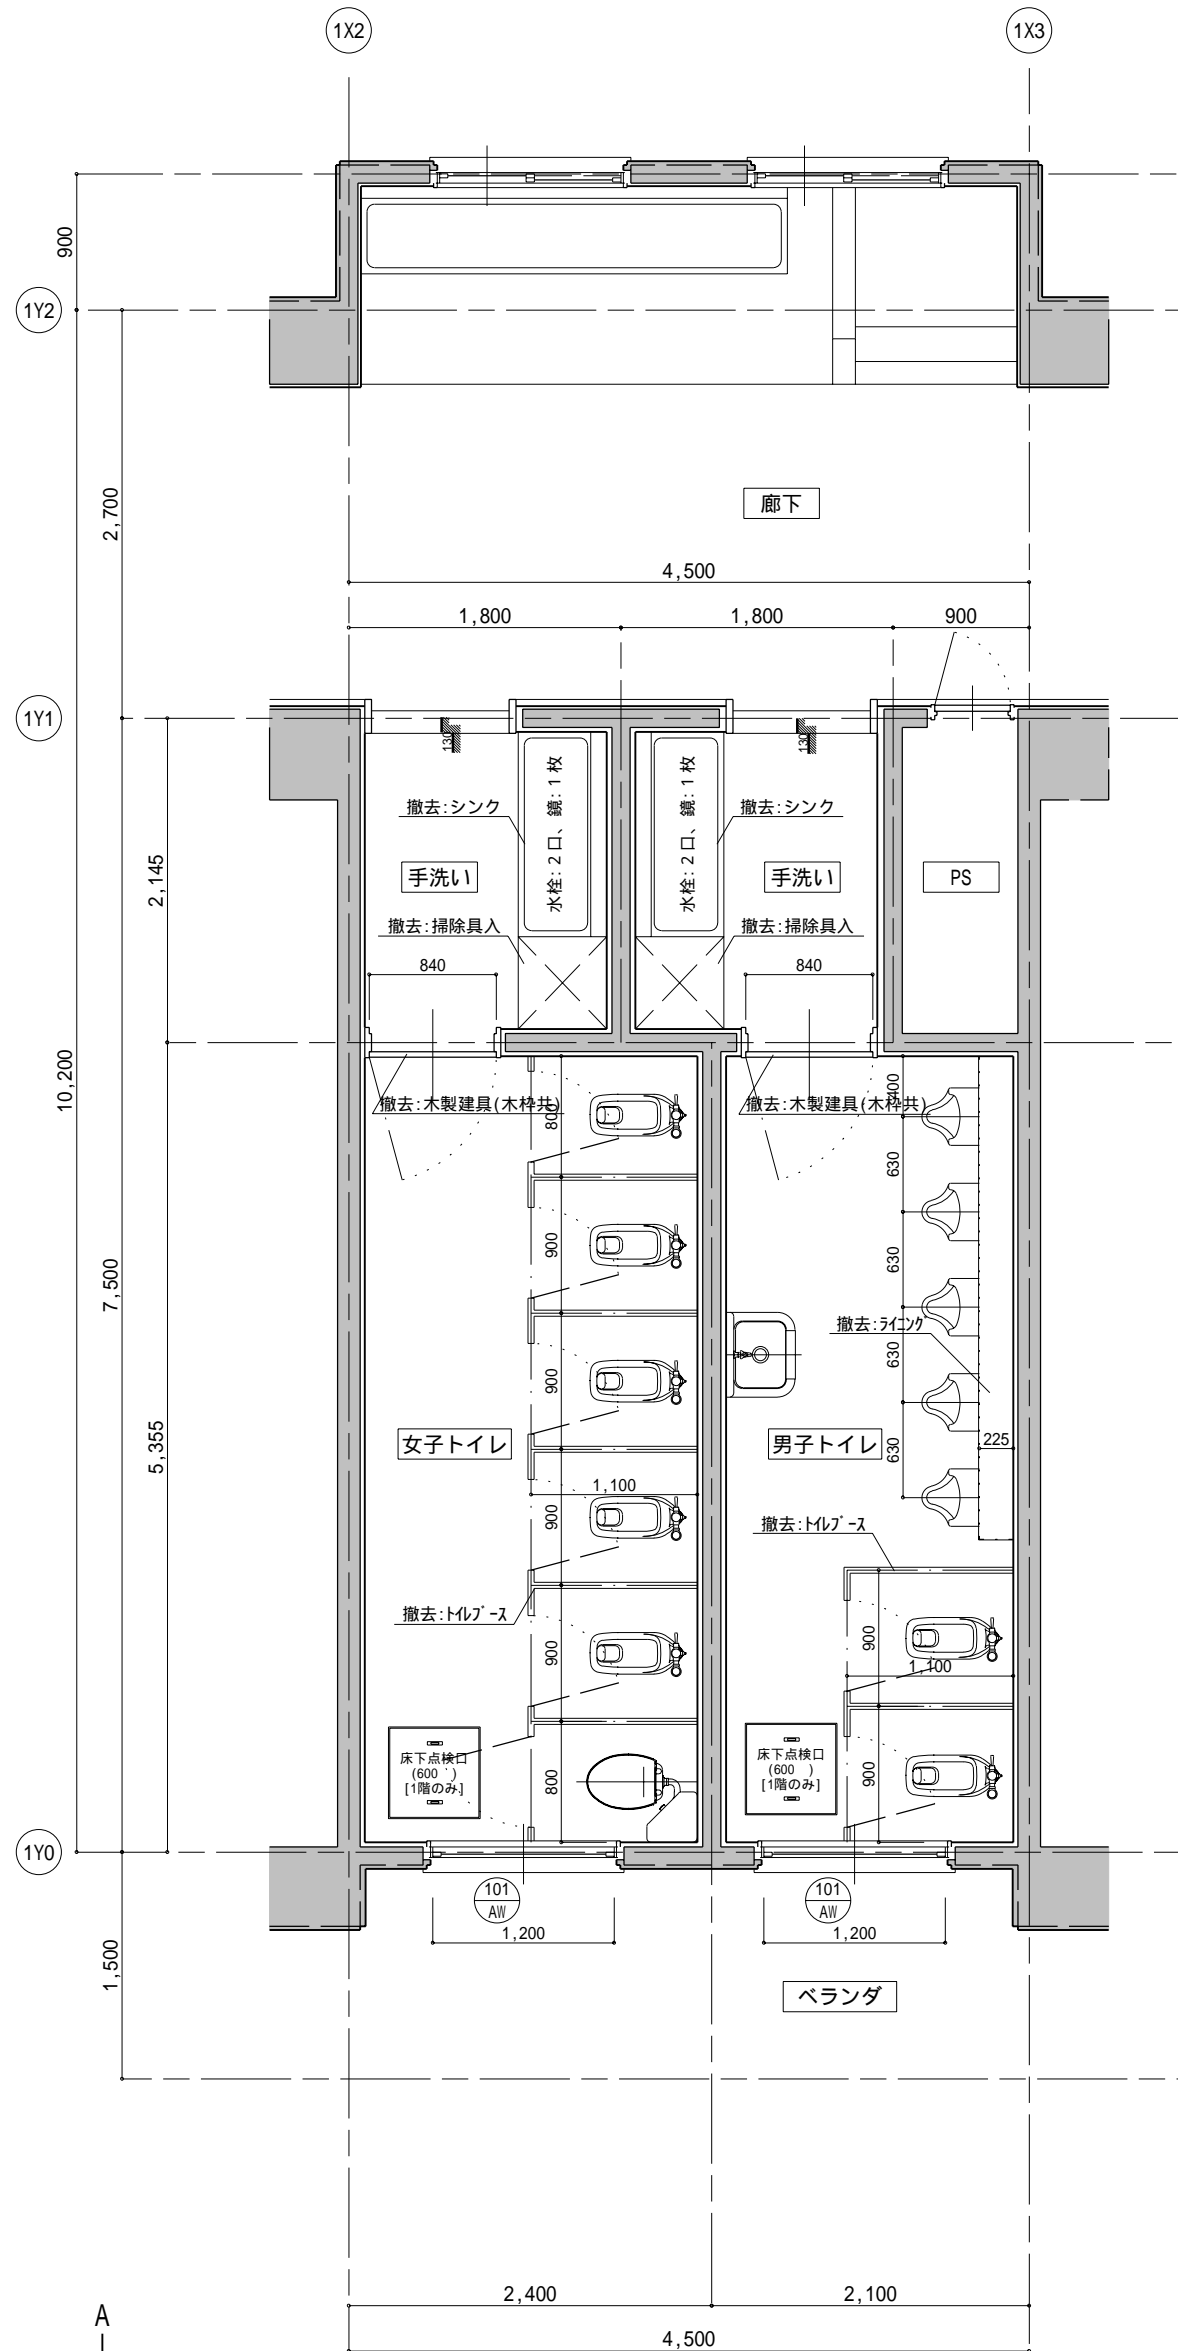 1X2
1X3
900
1Y2
2,700
廊下
4,500
1,800
1,800
900
1Y1
130
130
水栓:2口、鏡:1枚
水栓:2口、鏡:1枚
撤去:シンク
撤去:シンク
手洗い
手洗い
PS
2,145
撤去:掃除具入
撤去:掃除具入
840
840
10,200
撤去:木製建具(木枠共)
撤去:木製建具(木枠共)
800
400
630
900
630
7,500
撤去:ライニング
900
630
女子トイレ
男子トイレ
225
5,355
630
1,100
900
撤去:トイレブース
撤去:トイレブース
900
900
1,100
床下点検口
(600 )
[1階のみ]
床下点検口
(600 )
[1階のみ]
800
900
1Y0
101
AW
101
AW
1,200
1,200
1,500
ベランダ
2,400
2,100
A
4,500